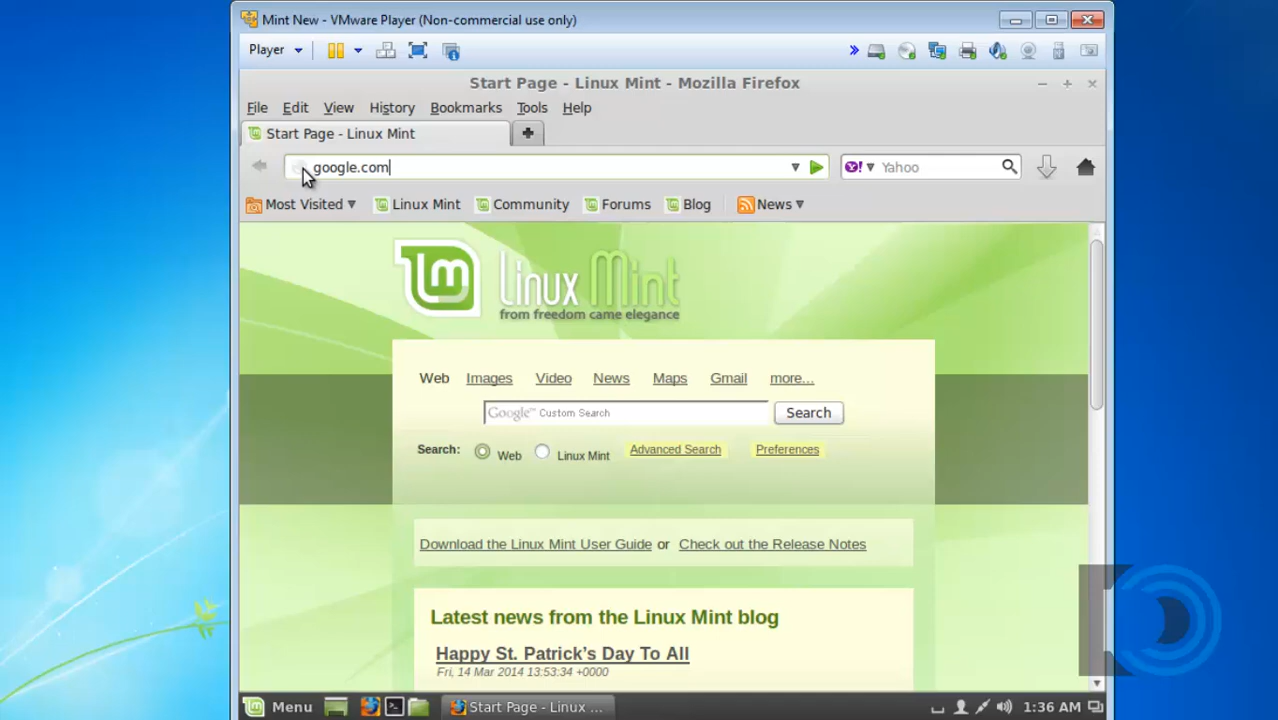 Mint New - VMware Player (Non-commercial use only)
Player
Start Page - Linux Mint - Mozilla Firefox
File Edit View History Bookmarks Tools Help
Start Page - Linux Mint
google.com
Y! Yahoo
Most Visited Linux Mint Community Forums Blog News
Linux Mint
from freedom came elegance
Web Images Video News Maps Gmail more...
Google™ Custom Search Search
Search: Web Linux Mint Advanced Search Preferences
Download the Linux Mint User Guide or Check out the Release Notes
Latest news from the Linux Mint blog
Happy St. Patrick’s Day To All
Fri, 14 Mar 2014 13:53:34 +0000
Menu Start Page - Linux ... 1:36 AM